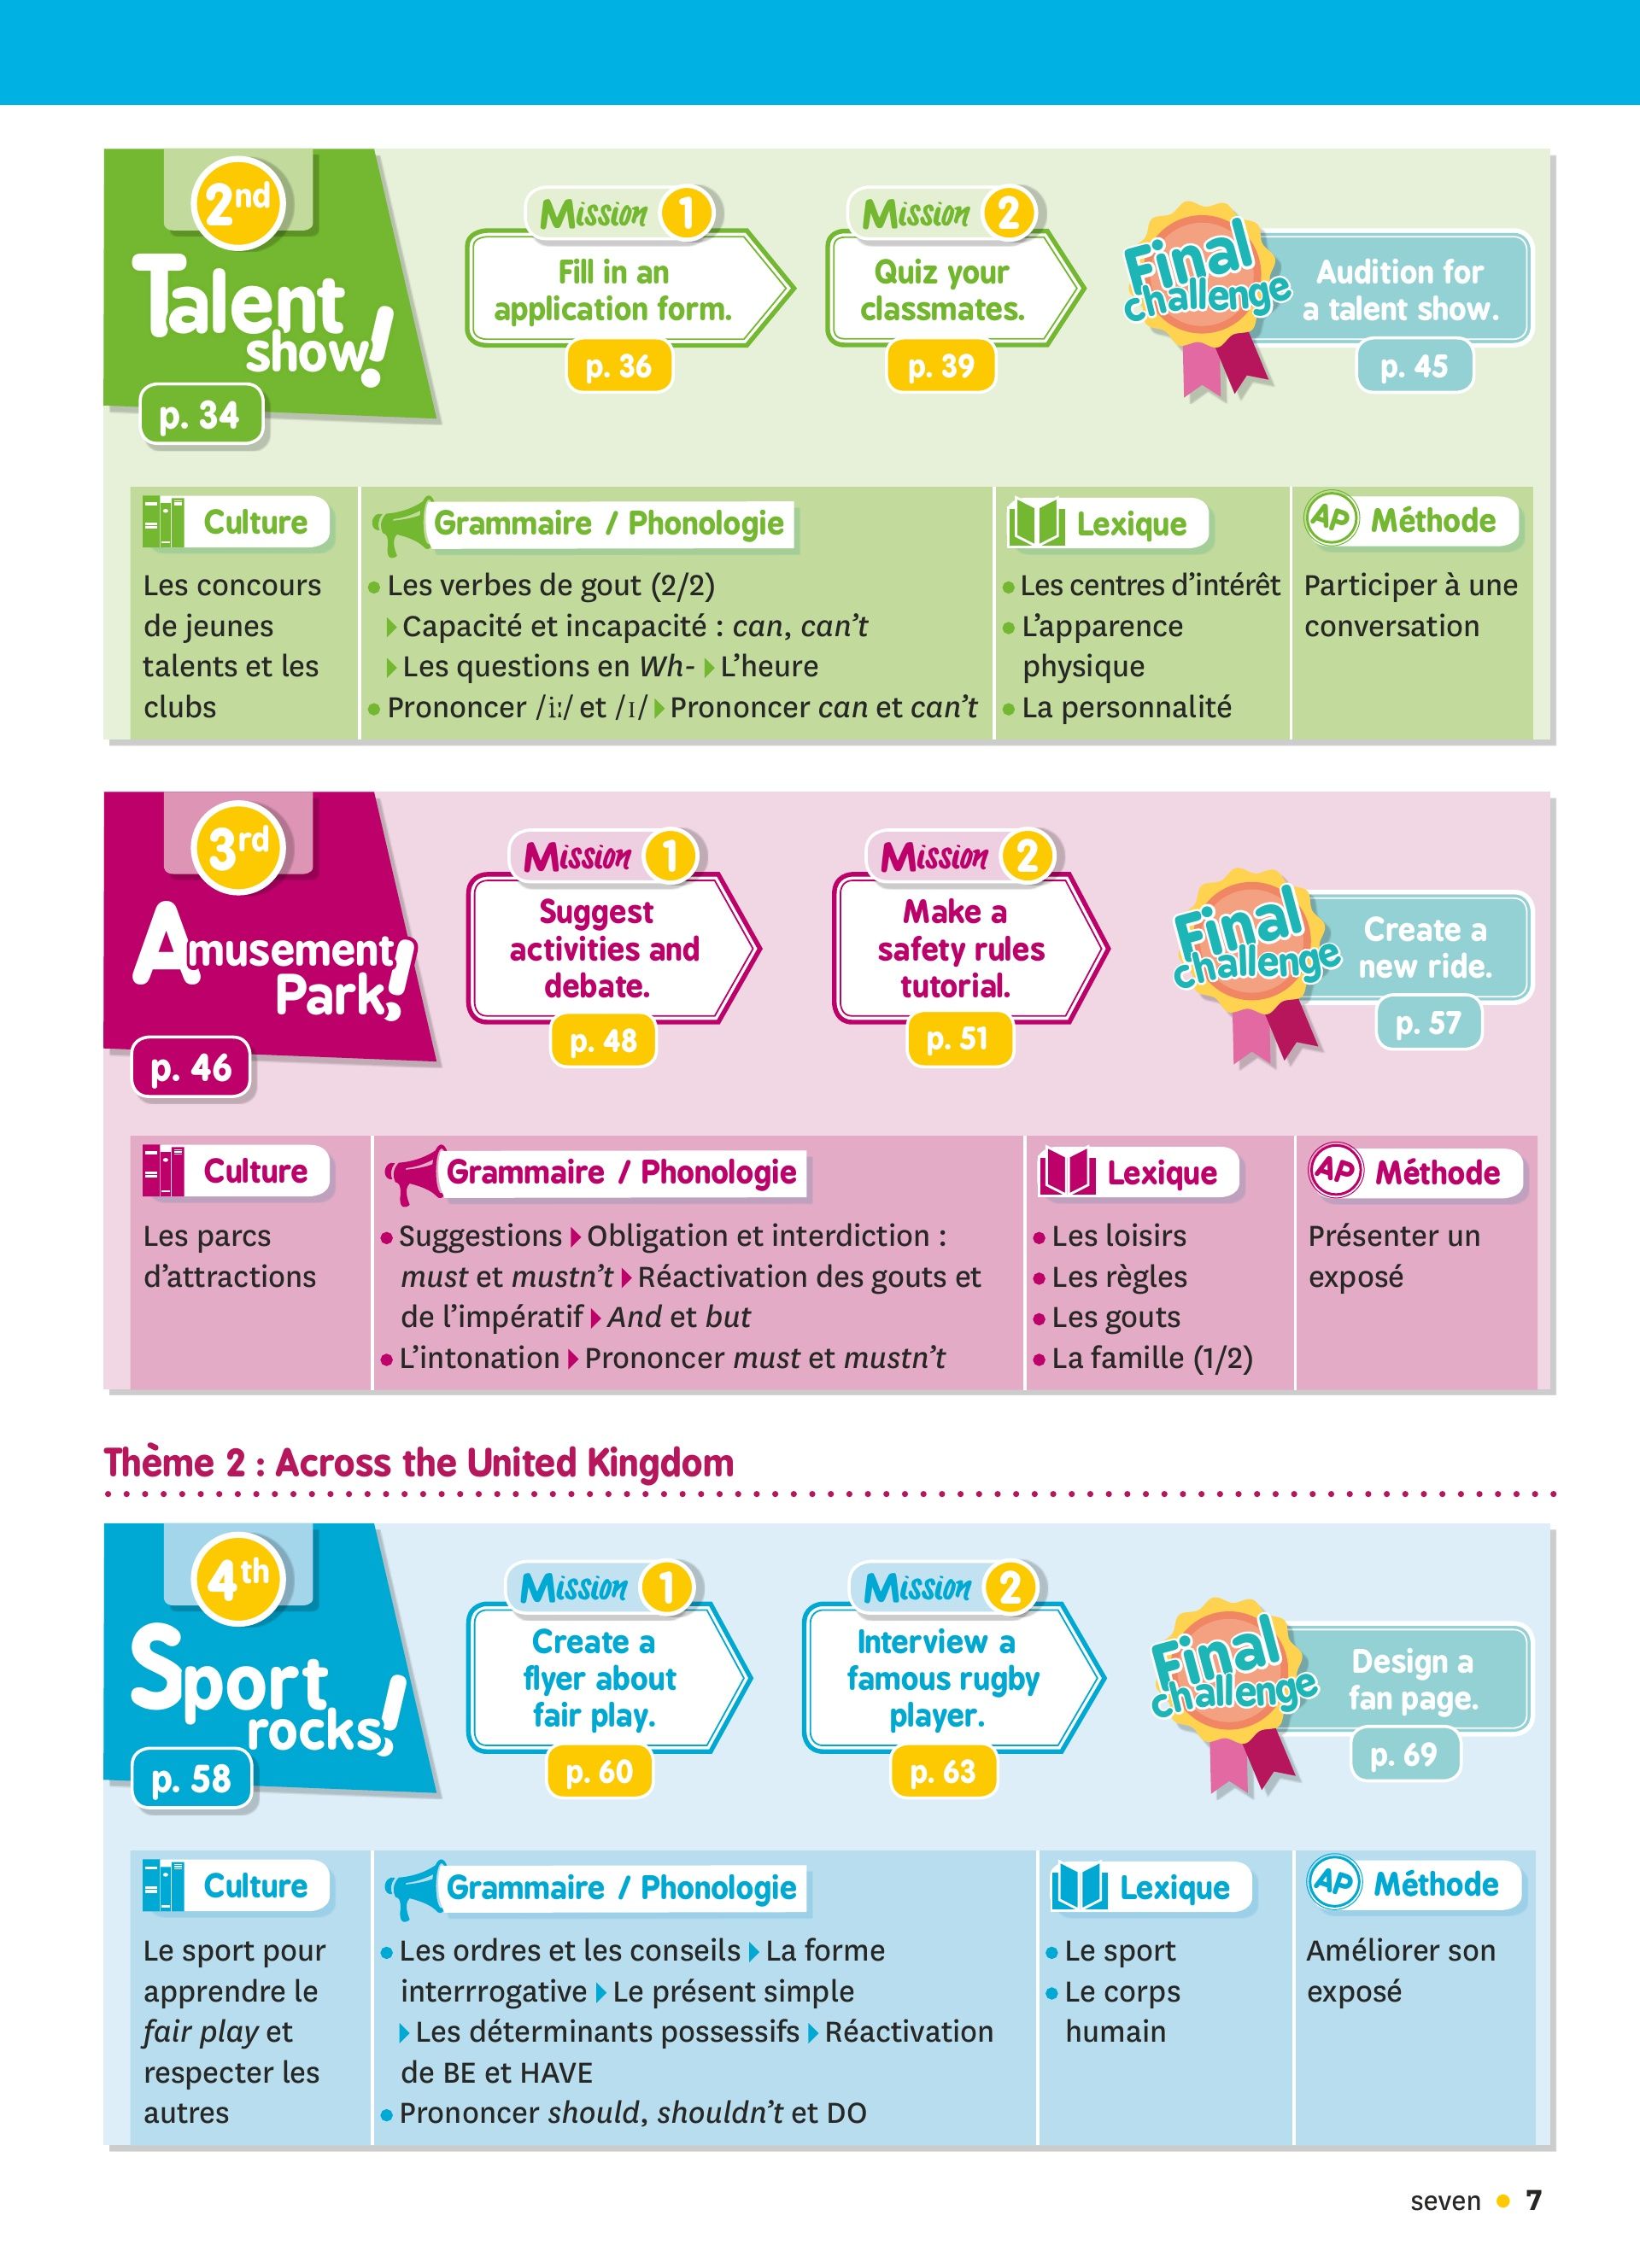 2nd
Talent
show!
p. 34
Mission 1
Fill in an
application form.
p. 36
Mission 2
Quiz your
classmates.
p. 39
Final
challenge
Audition for
a talent show.
p. 45
Culture
Les concours
de jeunes
talents et les
clubs
Grammaire / Phonologie
• Les verbes de gout (2/2)
▸ Capacité et incapacité : can, can't
▸ Les questions en Wh- ▸ L'heure
• Prononcer /iː/ et /ɪ/ ▸ Prononcer can et can't
Lexique
• Les centres d'intérêt
• L'apparence
physique
• La personnalité
AP Méthode
Participer à une
conversation
3rd
Amusement
Park!
p. 46
Mission 1
Suggest
activities and
debate.
p. 48
Mission 2
Make a
safety rules
tutorial.
p. 51
Final
challenge
Create a
new ride.
p. 57
Culture
Les parcs
d'attractions
Grammaire / Phonologie
• Suggestions ▸ Obligation et interdiction :
must et mustn't ▸ Réactivation des gouts et
de l'impératif ▸ And et but
• L'intonation ▸ Prononcer must et mustn't
Lexique
• Les loisirs
• Les règles
• Les gouts
• La famille (1/2)
AP Méthode
Présenter un
exposé
Thème 2 : Across the United Kingdom
4th
Sport
rocks!
p. 58
Mission 1
Create a
flyer about
fair play.
p. 60
Mission 2
Interview a
famous rugby
player.
p. 63
Final
challenge
Design a
fan page.
p. 69
Culture
Le sport pour
apprendre le
fair play et
respecter les
autres
Grammaire / Phonologie
• Les ordres et les conseils ▸ La forme
interrrogative ▸ Le présent simple
▸ Les déterminants possessifs ▸ Réactivation
de BE et HAVE
• Prononcer should, shouldn't et DO
Lexique
• Le sport
• Le corps
humain
AP Méthode
Améliorer son
exposé
seven • 7